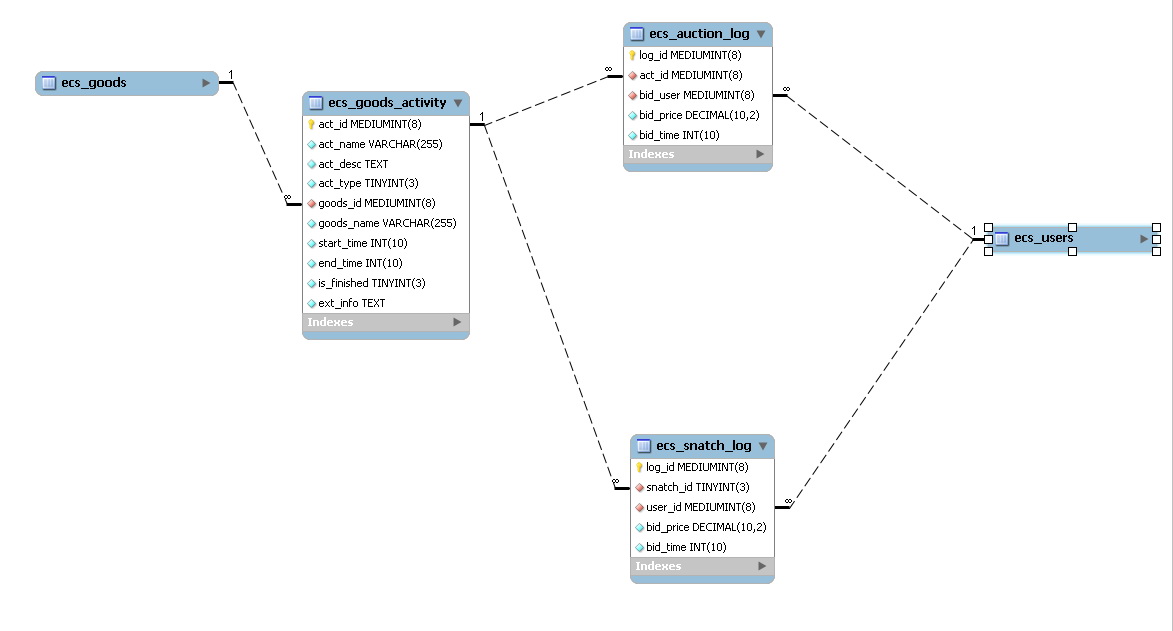 ecs_goods
1
∞
ecs_goods_activity
act_id MEDIUMINT(8)
act_name VARCHAR(255)
act_desc TEXT
act_type TINYINT(3)
goods_id MEDIUMINT(8)
goods_name VARCHAR(255)
start_time INT(10)
end_time INT(10)
is_finished TINYINT(3)
ext_info TEXT
Indexes
1
∞
ecs_auction_log
log_id MEDIUMINT(8)
act_id MEDIUMINT(8)
bid_user MEDIUMINT(8)
bid_price DECIMAL(10,2)
bid_time INT(10)
Indexes
∞
1
ecs_users
∞
ecs_snatch_log
log_id MEDIUMINT(8)
snatch_id TINYINT(3)
user_id MEDIUMINT(8)
bid_price DECIMAL(10,2)
bid_time INT(10)
Indexes
∞